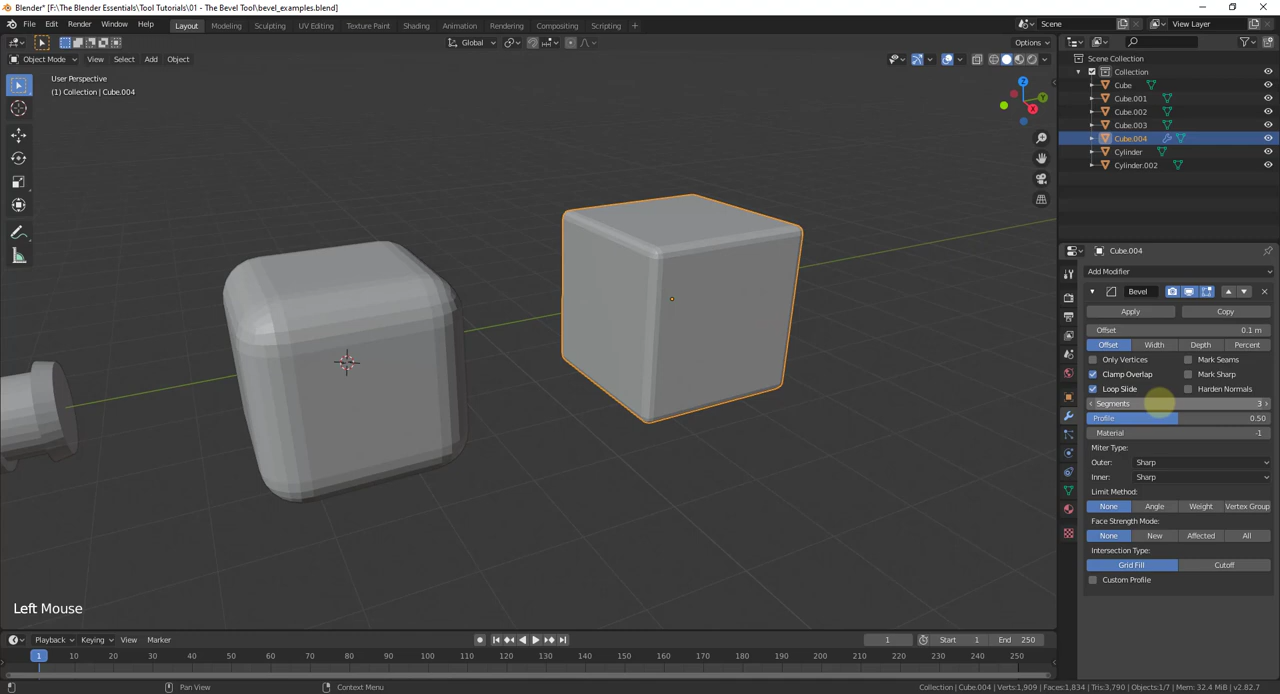 Blender* [F:\The Blender Essentials\Tool Tutorials\01 - The Bevel Tool\bevel_examples.blend]
File Edit Render Window Help Layout Modeling Sculpting UV Editing Texture Paint Shading Animation Rendering Compositing Scripting + Scene View Layer
Global Options
Object Mode View Select Add Object
User Perspective
(1) Collection | Cube.004
Z
Y
X
Scene Collection
Collection
Cube
Cube.001
Cube.002
Cube.003
Cube.004
Cylinder
Cylinder.002
Cube.004
Add Modifier
Bevel
Apply Copy
Offset 0.1 m
Offset Width Depth Percent
Only Vertices Mark Seams
Clamp Overlap Mark Sharp
Loop Slide Harden Normals
Segments 3
Profile 0.50
Material -1
Miter Type:
Outer: Sharp
Inner: Sharp
Limit Method:
None Angle Weight Vertex Group
Face Strength Mode:
None New Affected All
Intersection Type:
Grid Fill Cutoff
Custom Profile
Left Mouse
Playback Keying View Marker 1 Start 1 End 250
1 10 20 30 40 50 60 70 80 90 100 110 120 130 140 150 160 170 180 190 200 210 220 230 240 250
Pan View Context Menu Collection | Cube.004 | Verts:1,909 | Faces:1,834 | Tris:3,790 | Objects:1/7 | Mem: 32.4 MiB | v2.82.7